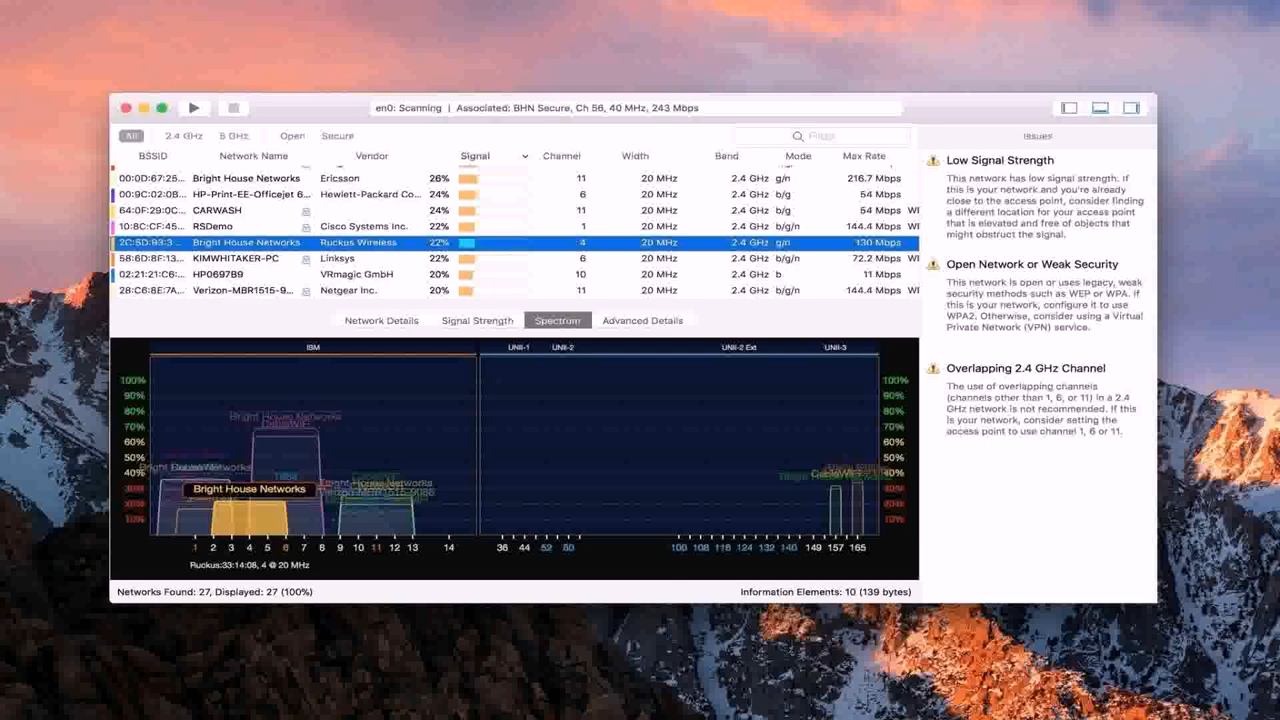 en0: Scanning | Associated: BHN Secure, Ch 56, 40 MHz, 243 Mbps
All 2.4 GHz 5 GHz Open Secure Filter Issues
BSSID Network Name Vendor Signal Channel Width Band Mode Max Rate
00:0D:67:25... Bright House Networks Ericsson 26% 11 20 MHz 2.4 GHz g/n 216.7 Mbps
00:9C:02:0B... HP-Print-EE-Officejet 6... Hewlett-Packard Co... 24% 6 20 MHz 2.4 GHz b/g 54 Mbps
64:0F:29:0C... CARWASH 24% 11 20 MHz 2.4 GHz b/g 54 Mbps WI
10:8C:CF:45... RSDemo Cisco Systems Inc. 22% 1 20 MHz 2.4 GHz b/g/n 144.4 Mbps WI
2C:5D:93:3... Bright House Networks Ruckus Wireless 22% 4 20 MHz 2.4 GHz g/n 130 Mbps
58:6D:8F:13... KIMWHITAKER-PC Linksys 22% 6 20 MHz 2.4 GHz b/g/n 72.2 Mbps WI
02:21:21:C6:... HP0697B9 VRmagic GmbH 20% 10 20 MHz 2.4 GHz b 11 Mbps
28:C6:8E:7A... Verizon-MBR1515-9... Netgear Inc. 20% 11 20 MHz 2.4 GHz b/g/n 144.4 Mbps WI
Network Details Signal Strength Spectrum Advanced Details
ISM UNII-1 UNII-2 UNII-2 Ext UNII-3
100% 100%
90% 90%
80% 80%
Bright House Networks
CableWiFi
70% 70%
60% 60%
50% 50%
40% 40%
30% 30%
Bright House Networks
20% 20%
10% 10%
1 2 3 4 5 6 7 8 9 10 11 12 13 14 36 44 52 60 100 108 116 124 132 140 149 157 165
Ruckus:33:14:08, 4 @ 20 MHz
Networks Found: 27, Displayed: 27 (100%) Information Elements: 10 (139 bytes)
Low Signal Strength
This network has low signal strength. If
this is your network and you're already
close to the access point, consider finding
a different location for your access point
that is elevated and free of objects that
might obstruct the signal.
Open Network or Weak Security
This network is open or uses legacy, weak
security methods such as WEP or WPA. If
this is your network, configure it to use
WPA2. Otherwise, consider using a Virtual
Private Network (VPN) service.
Overlapping 2.4 GHz Channel
The use of overlapping channels
(channels other than 1, 6, or 11) in a 2.4
GHz network is not recommended. If this
is your network, consider setting the
access point to use channel 1, 6 or 11.